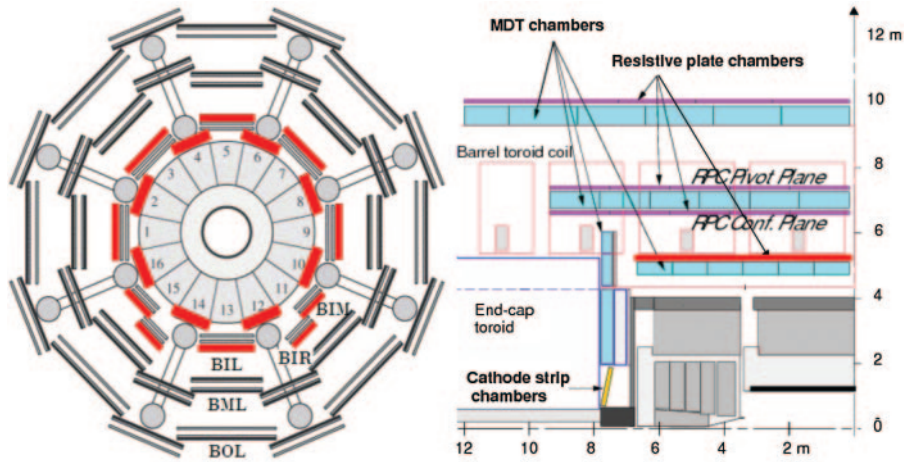 1
2
3
4
5
6
7
8
9
10
11
12
13
14
15
16
BIM
BIR
BIL
BML
BOL
MDT chambers
Resistive plate chambers
12 m
10
Barrel toroid coil
8
RPC Pivot Plane
RPC Conf. Plane
6
4
End-cap
toroid
2
Cathode strip
chambers
0
12 10 8 6 4 2 m